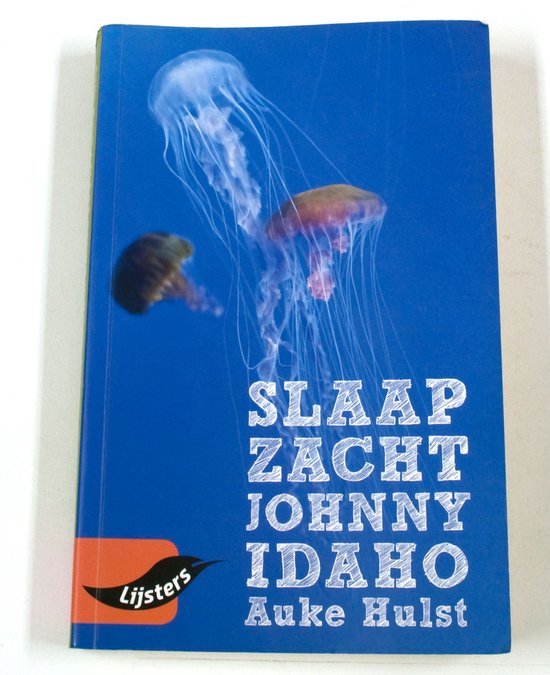 SLAAP
ZACHT
JOHNNY
IDAHO
Auke Hulst
Lijsters